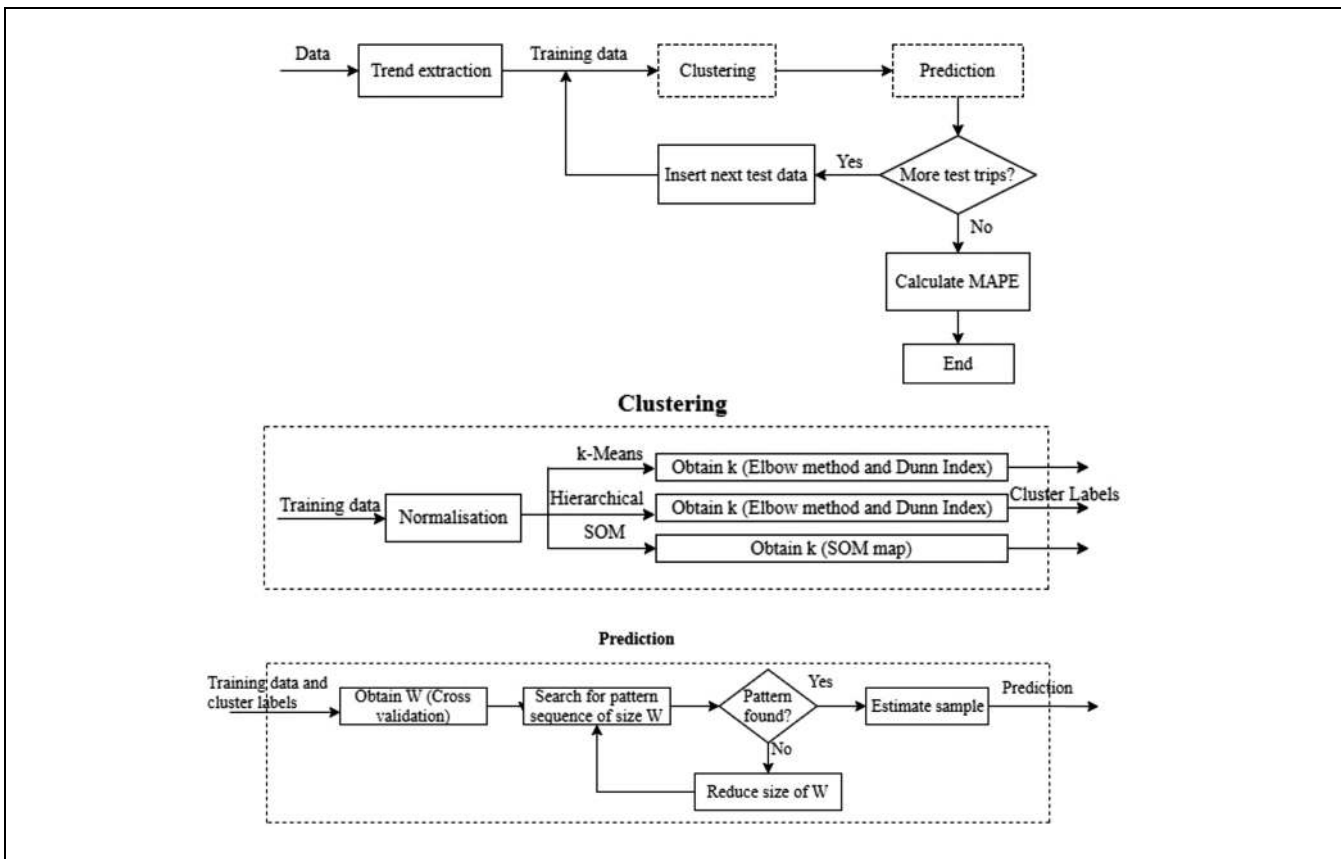 Data
Trend extraction
Training data
Clustering
Prediction
Insert next test data
Yes
More test trips?
No
Calculate MAPE
End
Clustering
Training data
Normalisation
k-Means
Obtain k (Elbow method and Dunn Index)
Hierarchical
Obtain k (Elbow method and Dunn Index)
Cluster Labels
SOM
Obtain k (SOM map)
Prediction
Training data and
cluster labels
Obtain W (Cross
validation)
Search for pattern
sequence of size W
Pattern
found?
Yes
Estimate sample
Prediction
No
Reduce size of W